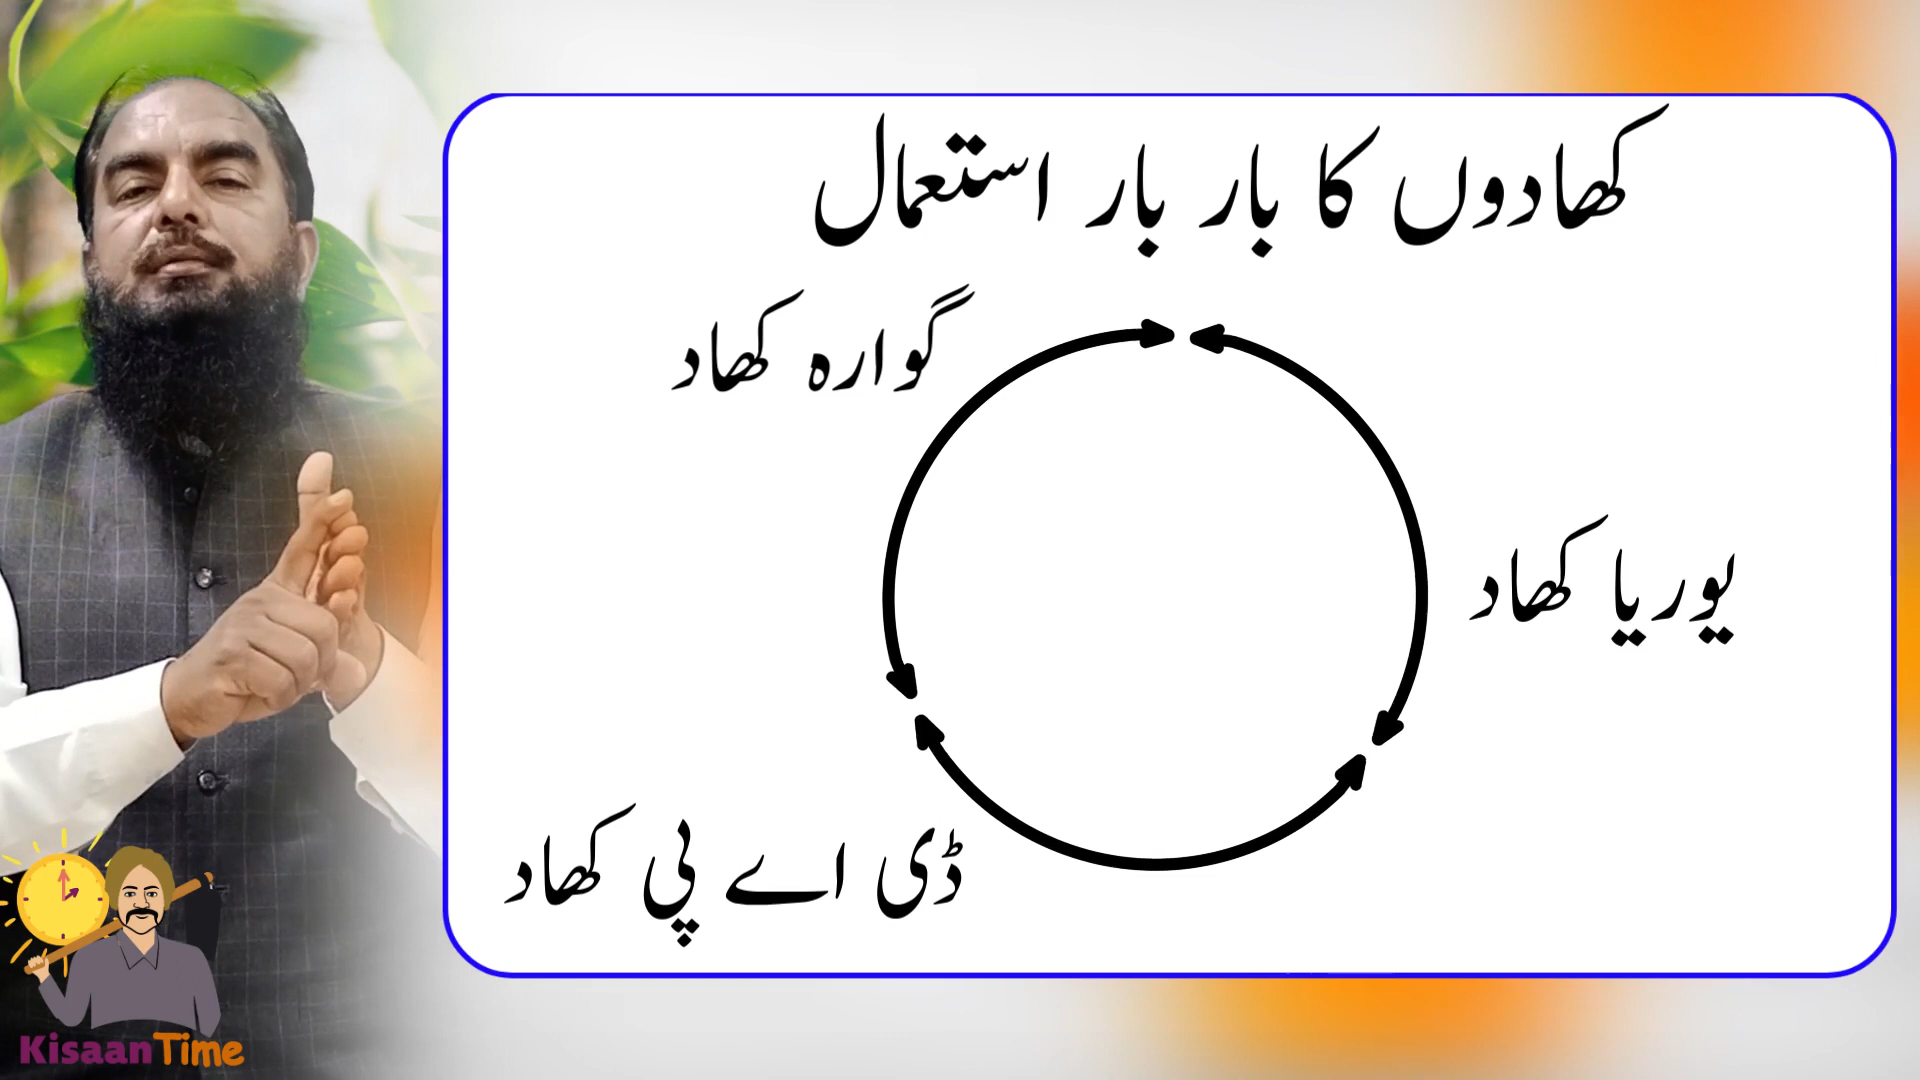 کھادوں کا بار بار استعمال
گوارہ کھاد
یوریا کھاد
ڈی اے پی کھاد
KisaanTime